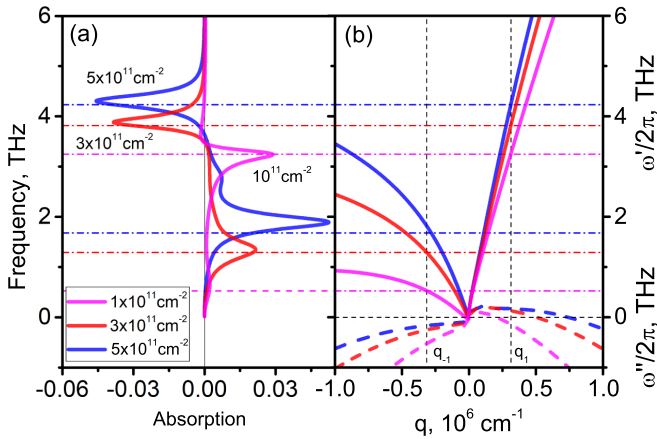 (a)
(b)
6
4
2
0
Frequency, THz
5x10¹¹cm⁻²
3x10¹¹cm⁻²
10¹¹cm⁻²
1x10¹¹cm⁻²
3x10¹¹cm⁻²
5x10¹¹cm⁻²
-0.06
-0.03
0.00
0.03
Absorption
q₋₁
q₁
-1.0
-0.5
0.0
0.5
1.0
q, 10⁶ cm⁻¹
6
4
2
0
ω'/2π, THz
ω''/2π, THz